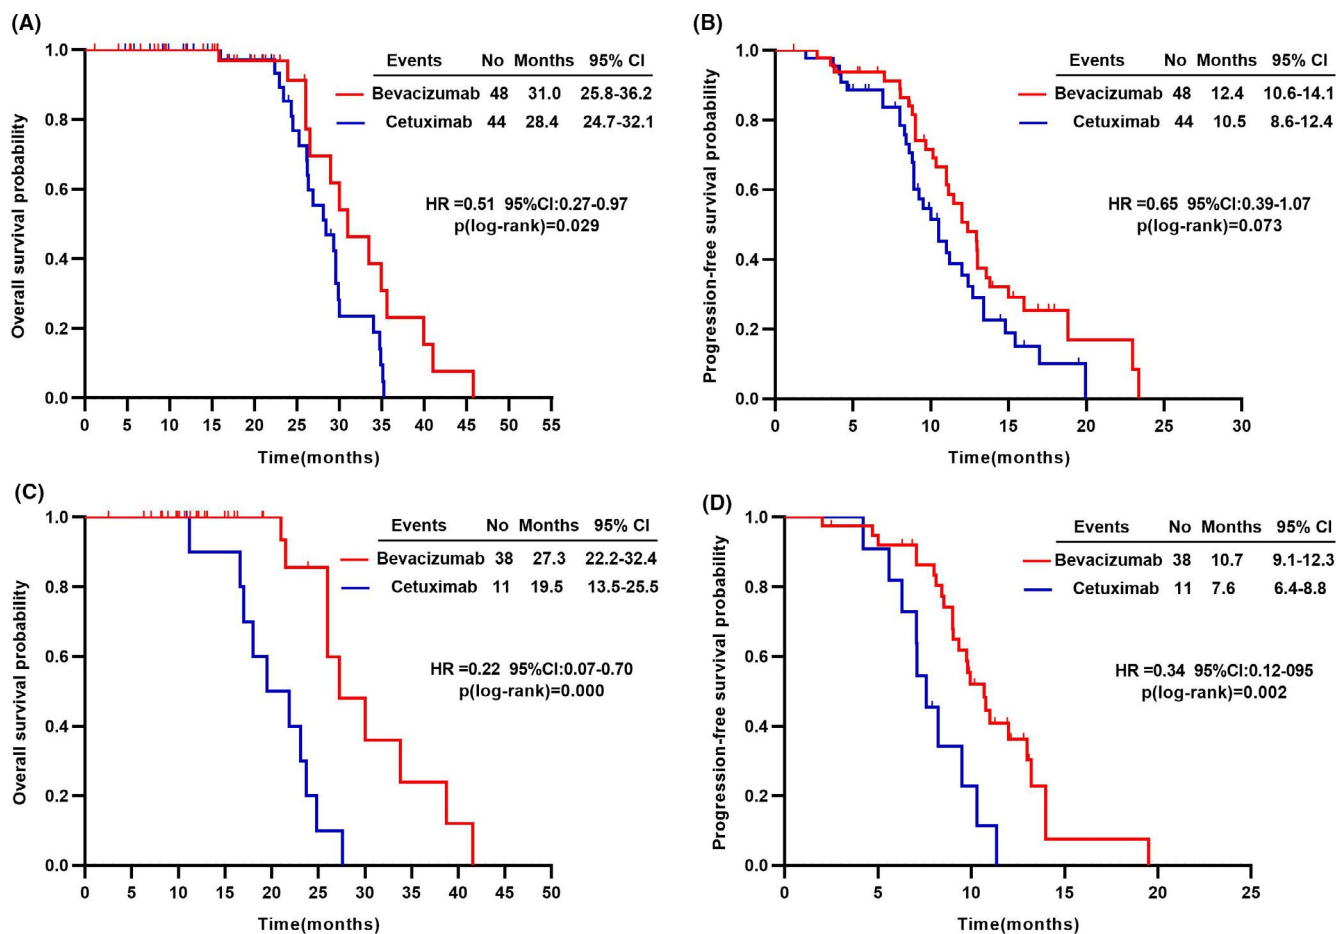 (A)
Events No Months 95% CI
Bevacizumab 48 31.0 25.8-36.2
Cetuximab 44 28.4 24.7-32.1
HR =0.51 95%CI:0.27-0.97
p(log-rank)=0.029
Overall survival probability
1.0
0.8
0.6
0.4
0.2
0.0
0 5 10 15 20 25 30 35 40 45 50 55
Time(months)
(B)
Events No Months 95% CI
Bevacizumab 48 12.4 10.6-14.1
Cetuximab 44 10.5 8.6-12.4
HR =0.65 95%CI:0.39-1.07
p(log-rank)=0.073
Progression-free survival probability
1.0
0.8
0.6
0.4
0.2
0.0
0 5 10 15 20 25 30
Time(months)
(C)
Events No Months 95% CI
Bevacizumab 38 27.3 22.2-32.4
Cetuximab 11 19.5 13.5-25.5
HR =0.22 95%CI:0.07-0.70
p(log-rank)=0.000
Overall survival probability
1.0
0.8
0.6
0.4
0.2
0.0
0 5 10 15 20 25 30 35 40 45 50
Time(months)
(D)
Events No Months 95% CI
Bevacizumab 38 10.7 9.1-12.3
Cetuximab 11 7.6 6.4-8.8
HR =0.34 95%CI:0.12-095
p(log-rank)=0.002
Progression-free survival probability
1.0
0.8
0.6
0.4
0.2
0.0
0 5 10 15 20 25
Time(months)